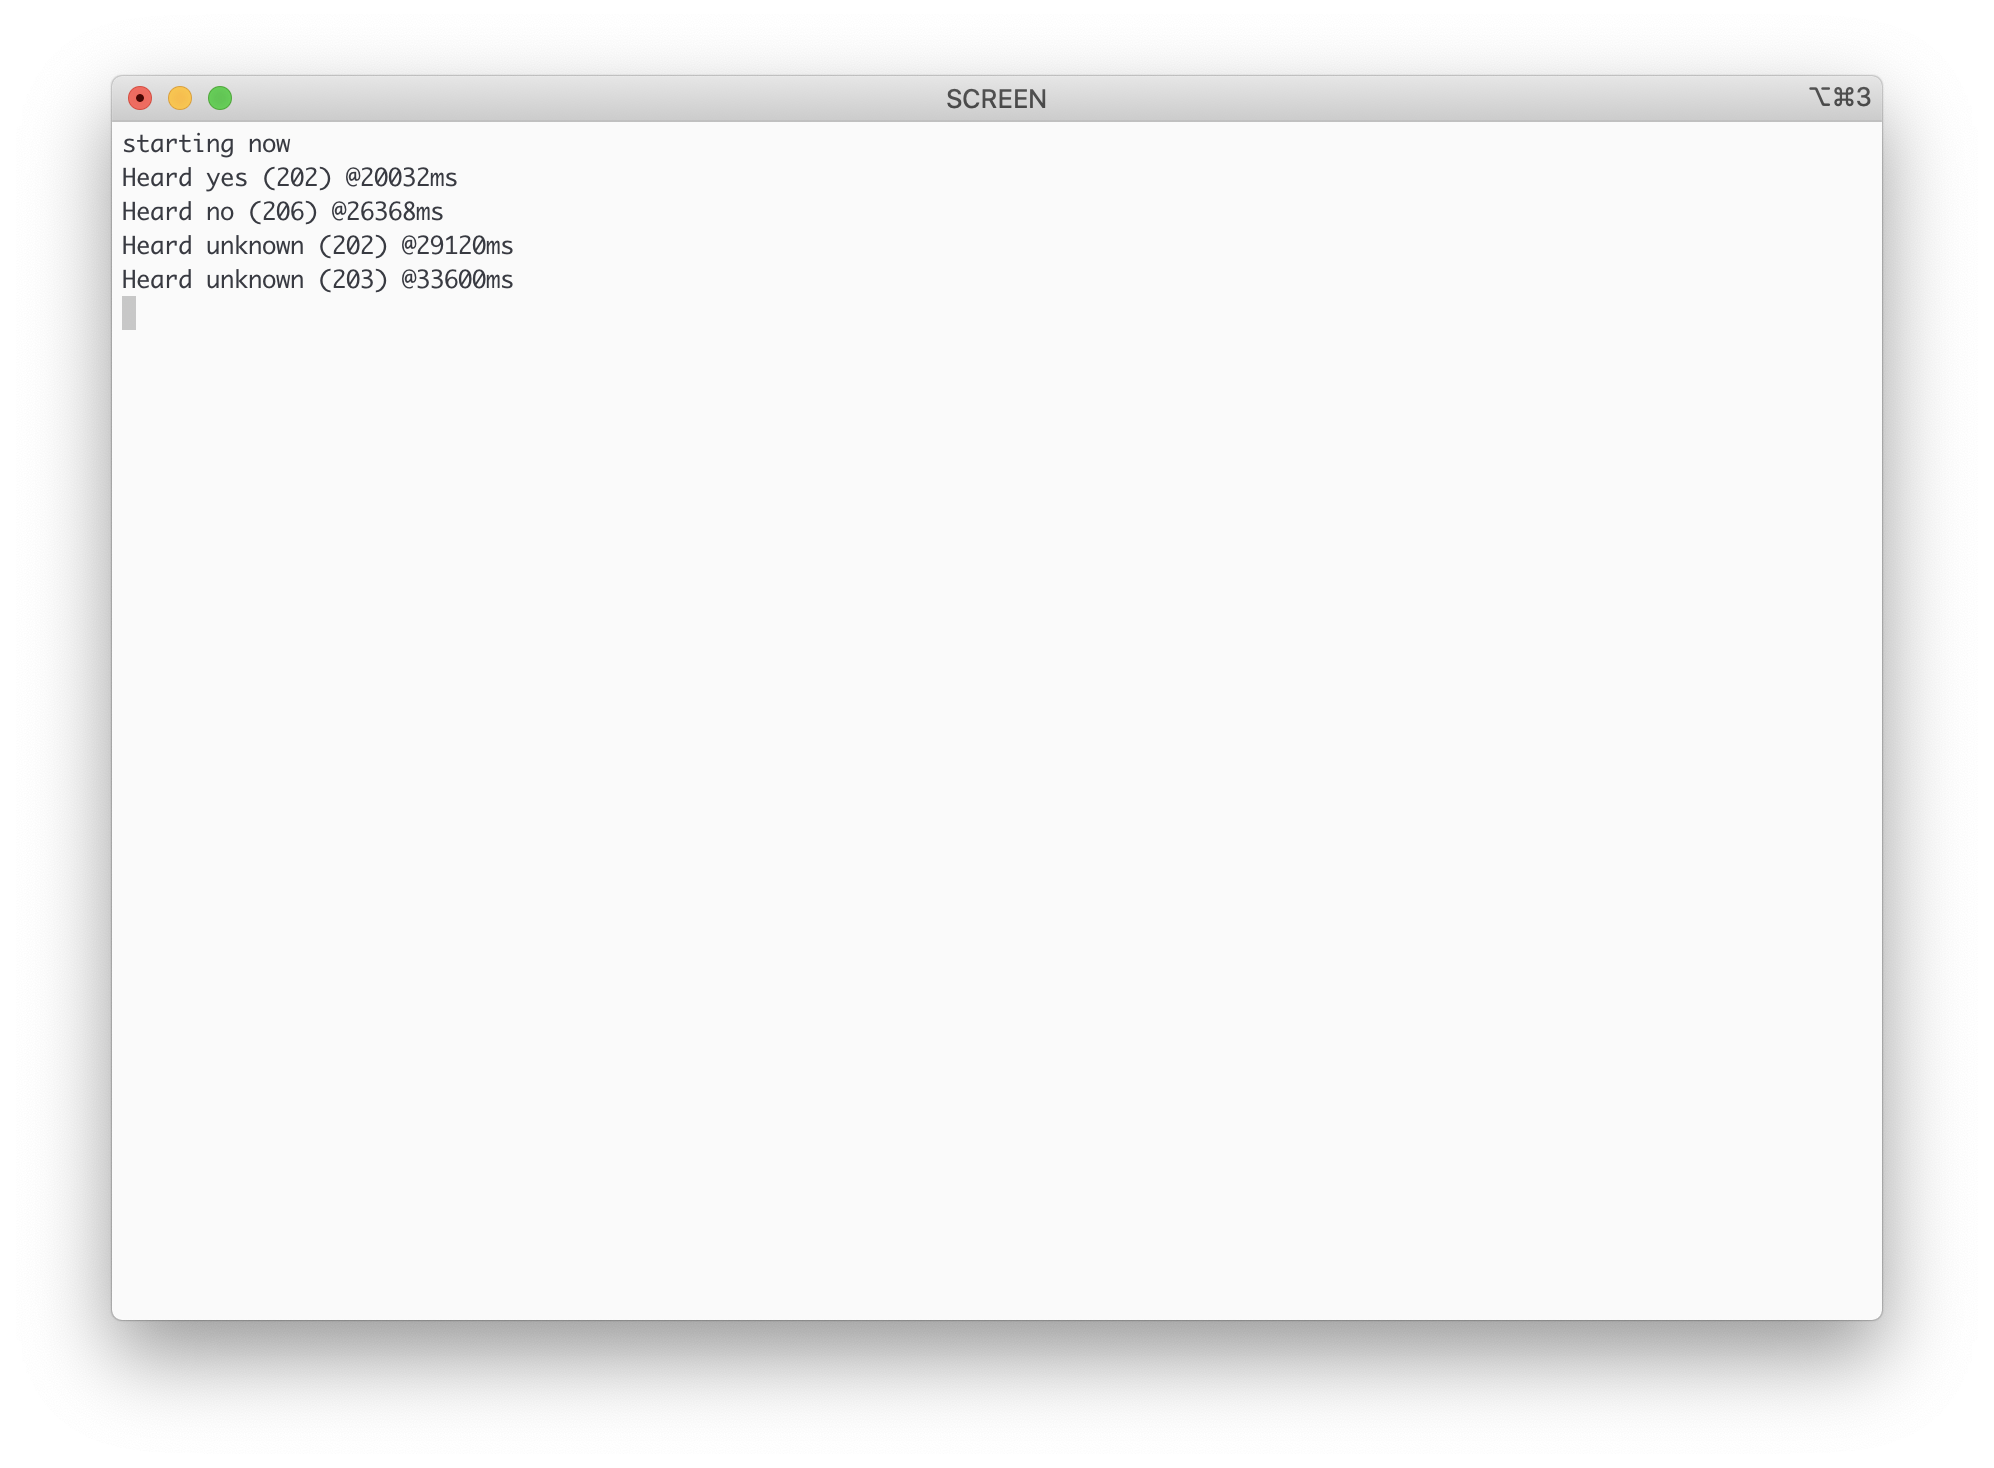 SCREEN
⌥⌘3
starting now
Heard yes (202) @20032ms
Heard no (206) @26368ms
Heard unknown (202) @29120ms
Heard unknown (203) @33600ms